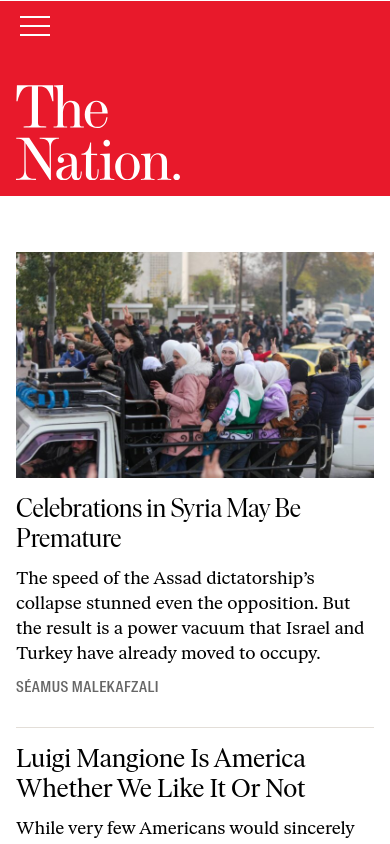 The
Nation.
Celebrations in Syria May Be
Premature
The speed of the Assad dictatorship’s
collapse stunned even the opposition. But
the result is a power vacuum that Israel and
Turkey have already moved to occupy.
SÉAMUS MALEKAFZALI
Luigi Mangione Is America
Whether We Like It Or Not
While very few Americans would sincerely